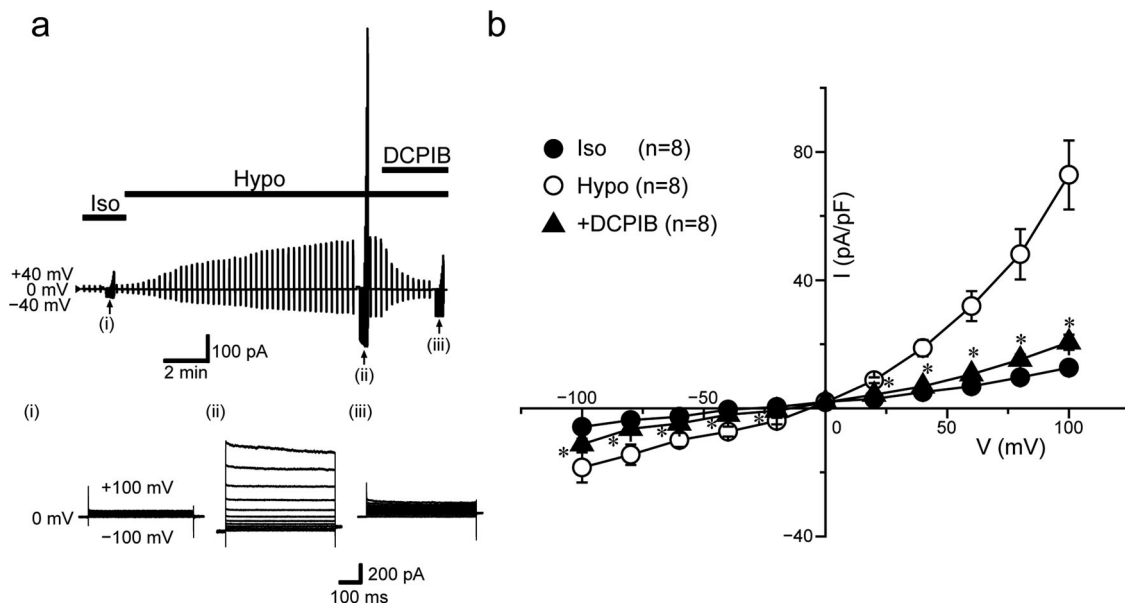 a
DCPIB
Hypo
Iso
+40 mV
0 mV
−40 mV
(i)
(ii)
(iii)
100 pA
2 min
(i)
(ii)
(iii)
+100 mV
0 mV
−100 mV
200 pA
100 ms
b
Iso (n=8)
Hypo (n=8)
+DCPIB (n=8)
I (pA/pF)
80
40
−40
−100
−50
0
50
100
V (mV)
* * * * *
* * * * *